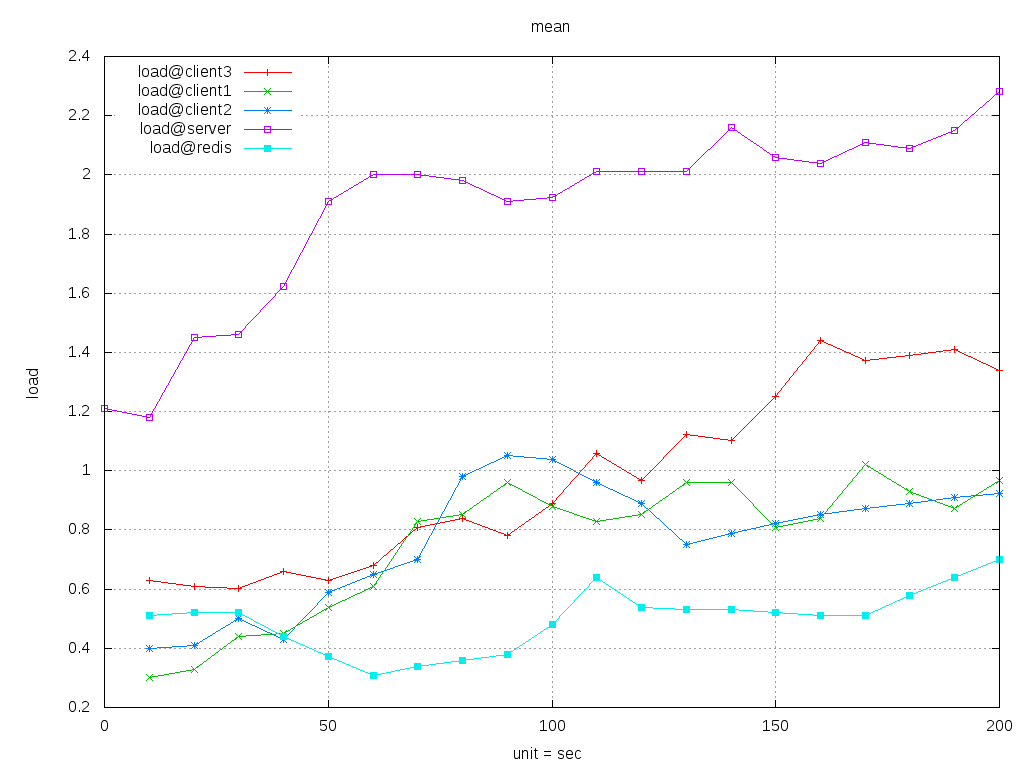 mean
2.4
2.2
2
1.8
1.6
1.4
1.2
1
0.8
0.6
0.4
0.2
load
load@client3
load@client1
load@client2
load@server
load@redis
0 50 100 150 200
unit = sec